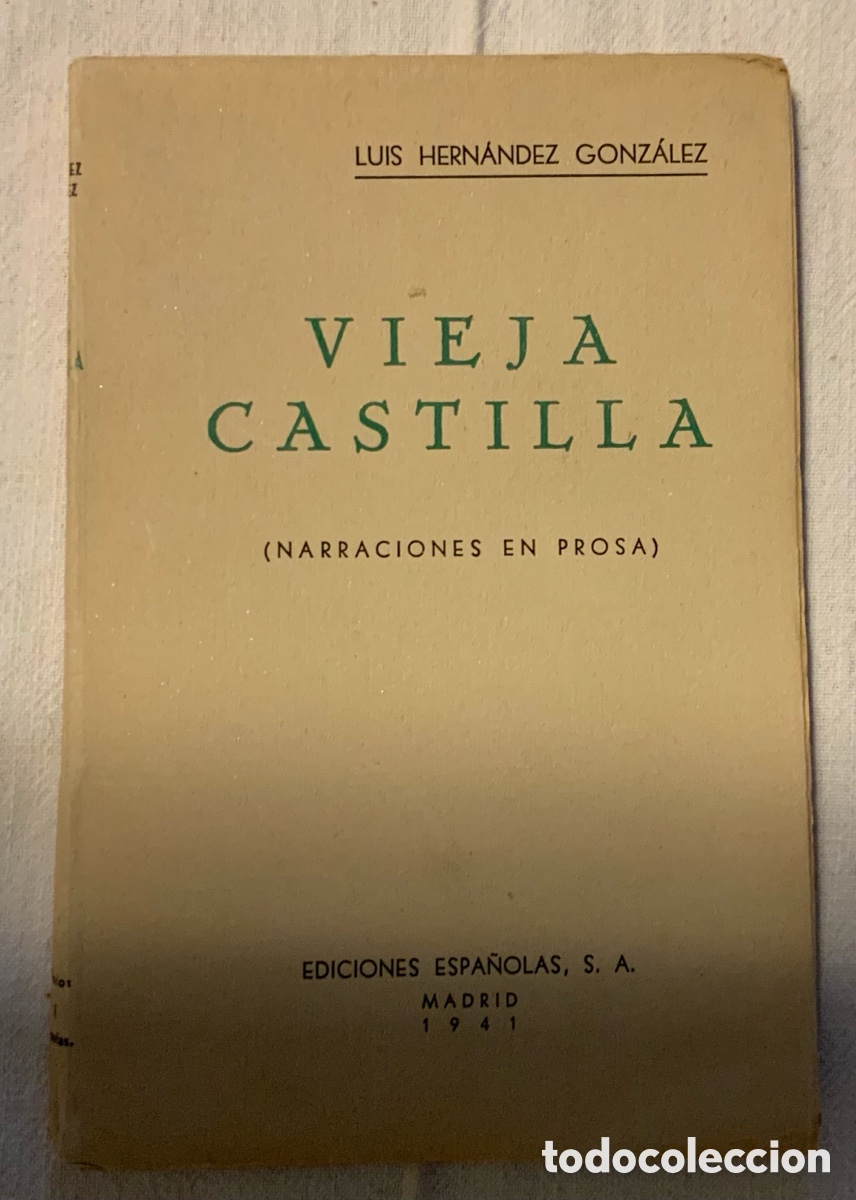 LUIS HERNÁNDEZ GONZÁLEZ
VIEJA
CASTILLA
(NARRACIONES EN PROSA)
EDICIONES ESPAÑOLAS, S. A.
MADRID
1941
todocoleccion